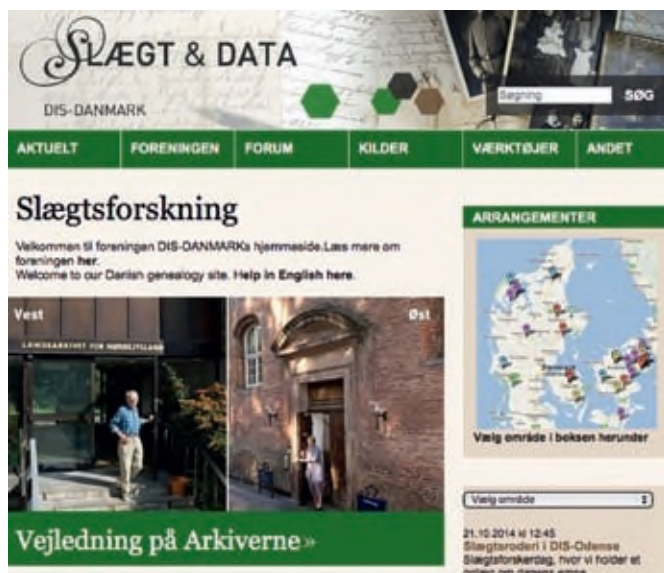 SLÆGT & DATA
DIS-DANMARK
Søgning
SØG
AKTUELT
FORENINGEN
FORUM
KILDER
VÆRKTØJER
ANDET
Slægtsforskning
Velkommen til foreningen DIS-DANMARKs hjemmeside.Læs mere om
foreningen her.
Welcome to our Danish genealogy site. Help in English here.
Vest
Øst
LANDSARKIVET FOR NØRREJYLLAND
Vejledning på Arkiverne »
ARRANGEMENTER
Vælg område i boksen herunder
Vælg område
21.10.2014 kl 12:45
Slægtsroderi i DIS-Odense
Slægtsforskerdag, hvor vi holder et